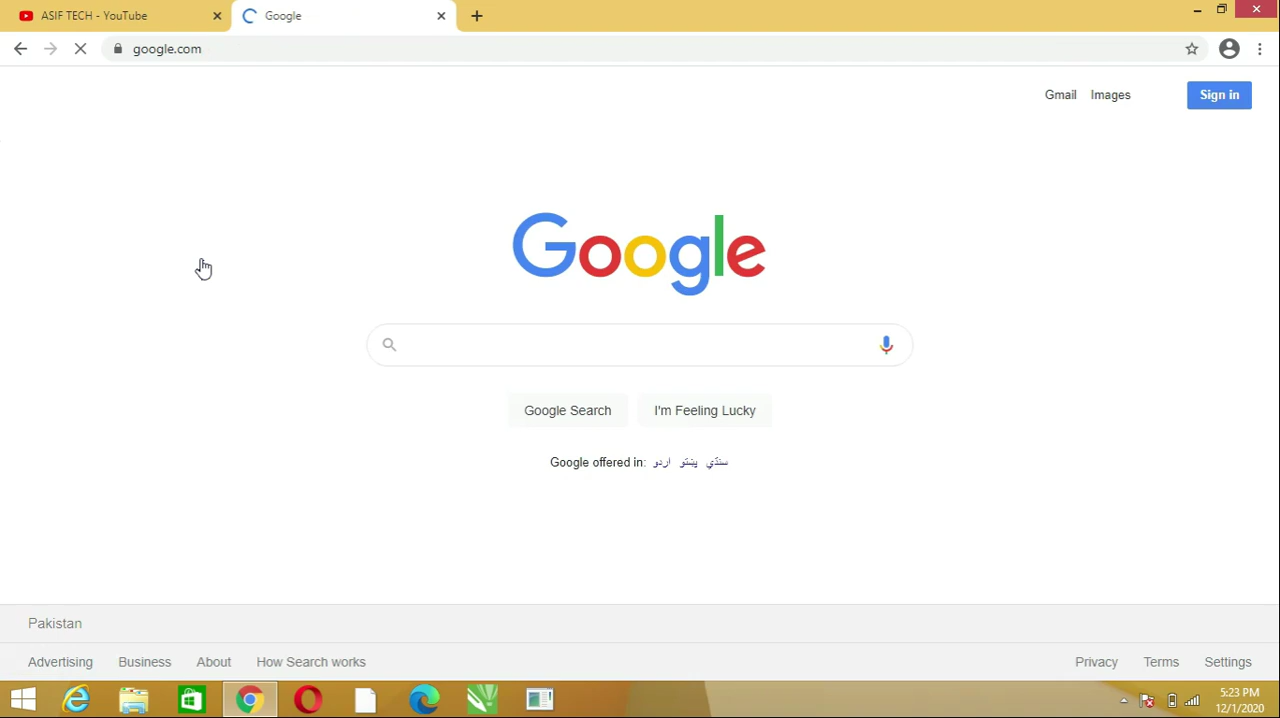 ASIF TECH - YouTube
Google
google.com
Gmail Images Sign in
Google
Google Search I'm Feeling Lucky
Google offered in: اردو پښتو سنڌي
Pakistan
Advertising Business About How Search works Privacy Terms Settings
5:23 PM
12/1/2020